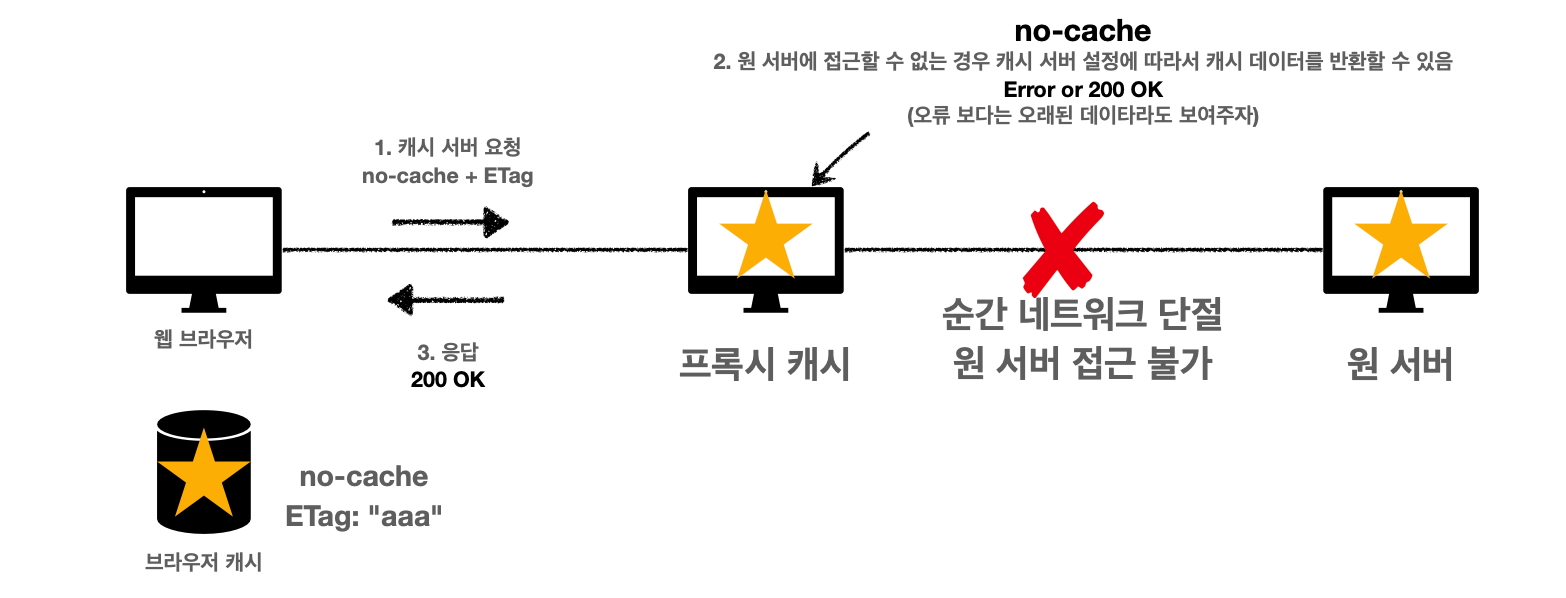 no-cache
2. 원 서버에 접근할 수 없는 경우 캐시 서버 설정에 따라서 캐시 데이터를 반환할 수 있음
Error or 200 OK
(오류 보다는 오래된 데이타라도 보여주자)
1. 캐시 서버 요청
no-cache + ETag
웹 브라우저
3. 응답
200 OK
프록시 캐시
순간 네트워크 단절
원 서버 접근 불가
원 서버
no-cache
ETag: "aaa"
브라우저 캐시